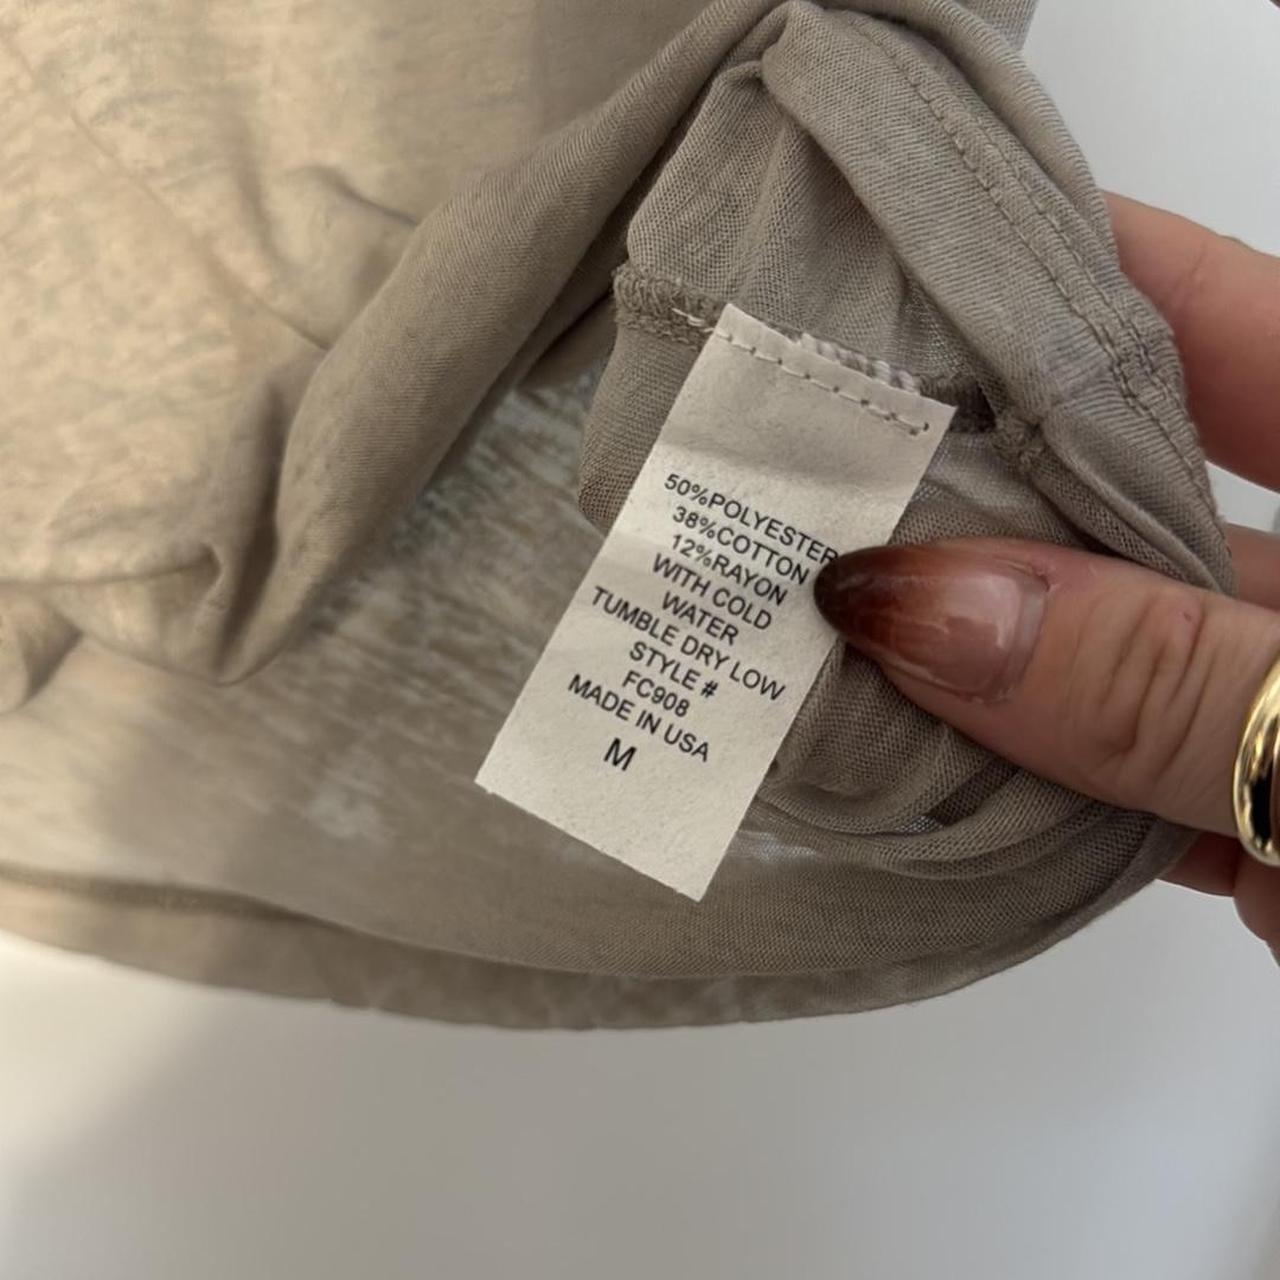 50%POLYESTER
38%COTTON
12%RAYON
WITH COLD
WATER
TUMBLE DRY LOW
STYLE #
FC908
MADE IN USA
M